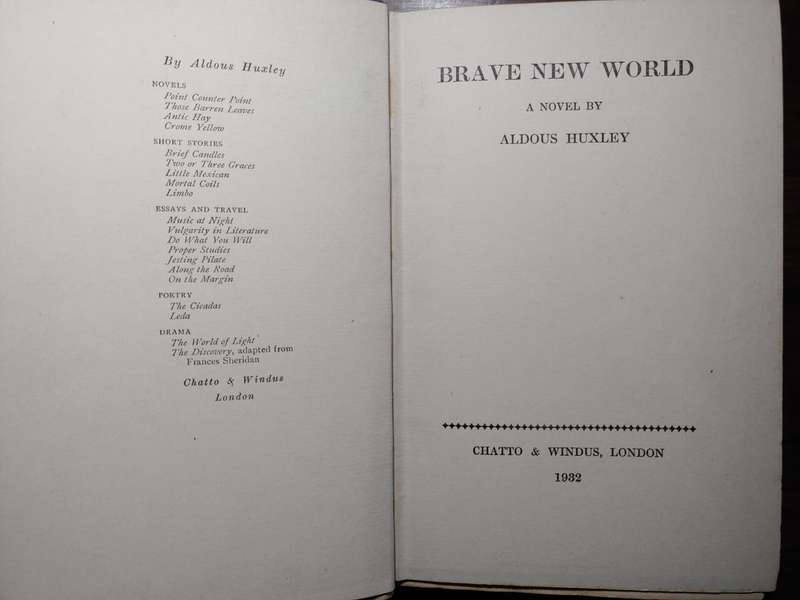 By Aldous Huxley
NOVELS
Point Counter Point
Those Barren Leaves
Antic Hay
Crome Yellow
SHORT STORIES
Brief Candles
Two or Three Graces
Little Mexican
Mortal Coils
Limbo
ESSAYS AND TRAVEL
Music at Night
Vulgarity in Literature
Do What You Will
Proper Studies
Jesting Pilate
Along the Road
On the Margin
POETRY
The Cicadas
Leda
DRAMA
The World of Light
The Discovery, adapted from
Frances Sheridan
Chatto & Windus
London
BRAVE NEW WORLD
A NOVEL BY
ALDOUS HUXLEY
CHATTO & WINDUS, LONDON
1932